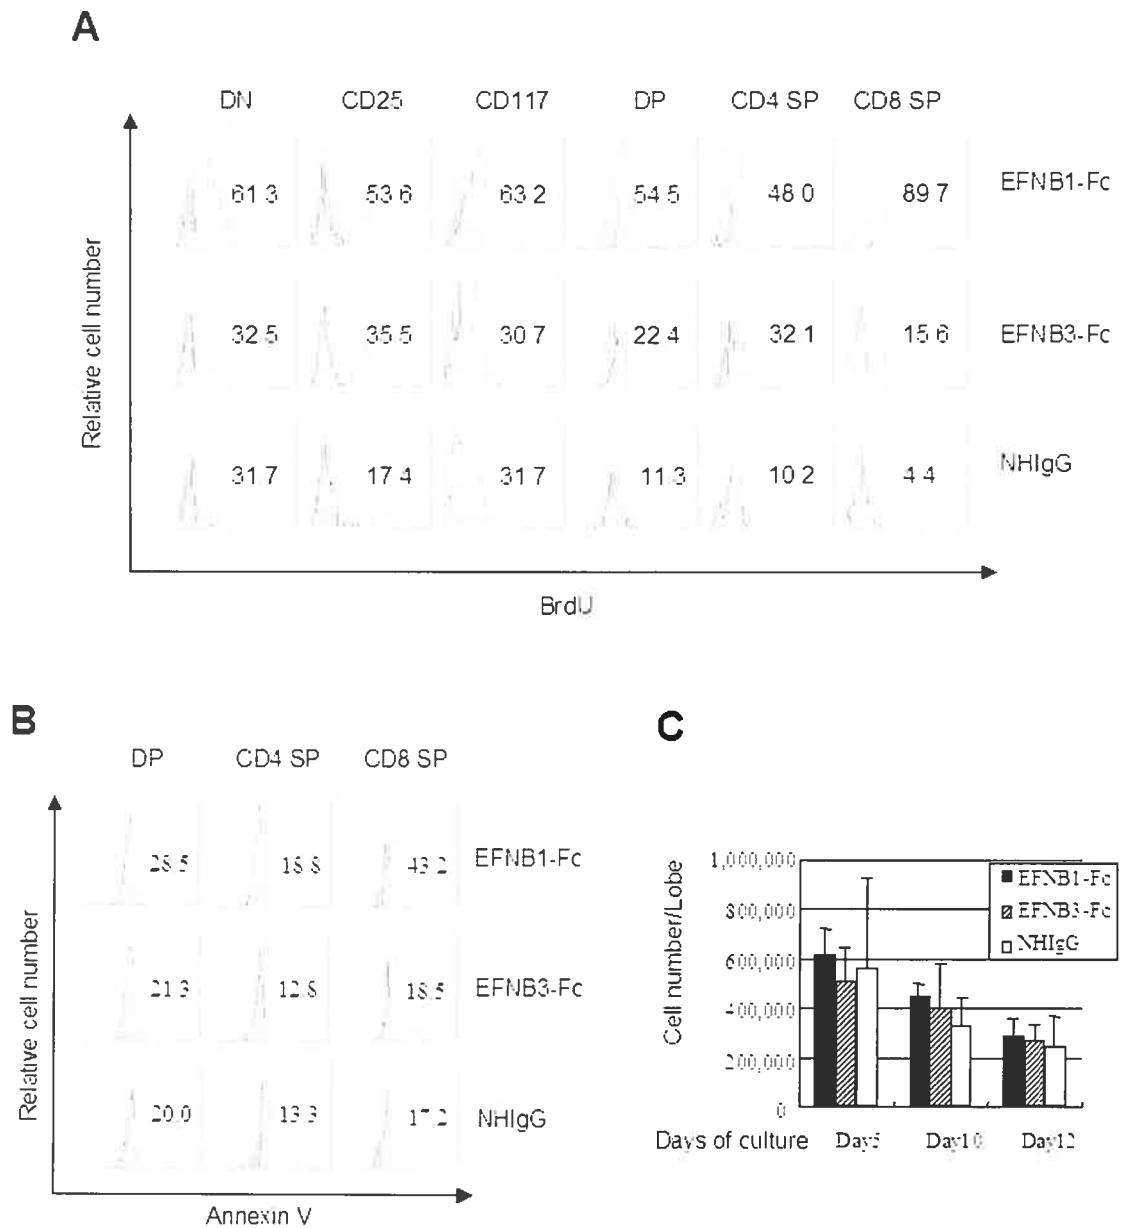 A
DN CD25 CD117 DP CD4 SP CD8 SP
61.3 53.6 63.2 54.5 48.0 89.7 EFNB1-Fc
32.5 35.5 30.7 22.4 32.1 15.6 EFNB3-Fc
31.7 17.4 31.7 11.3 10.2 4.4 NHIgG
Relative cell number
BrdU
B
DP CD4 SP CD8 SP
28.5 18.8 43.2 EFNB1-Fc
21.3 12.8 18.5 EFNB3-Fc
20.0 13.3 17.2 NHIgG
Relative cell number
Annexin V
C
Cell number/Lobe
1,000,000
800,000
600,000
400,000
200,000
0
EFNB1-Fc
EFNB3-Fc
NHIgG
Days of culture Day5 Day10 Day12